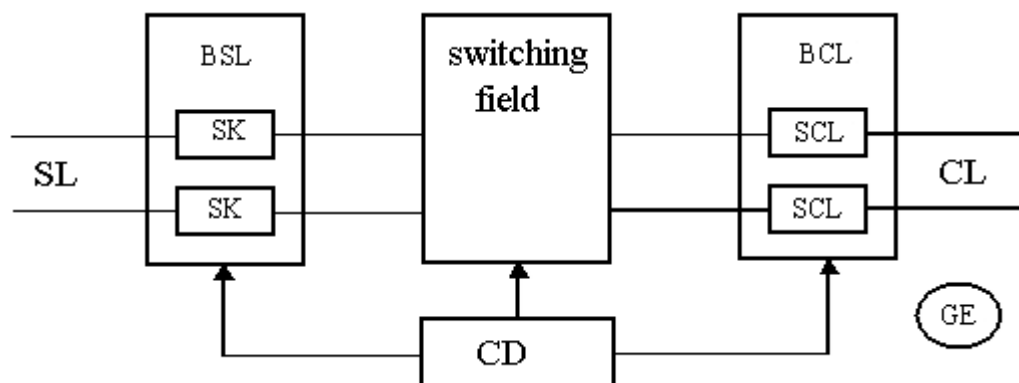 BSL
switching
field
BCL
SK
SCL
SL
CL
SK
SCL
GE
CD